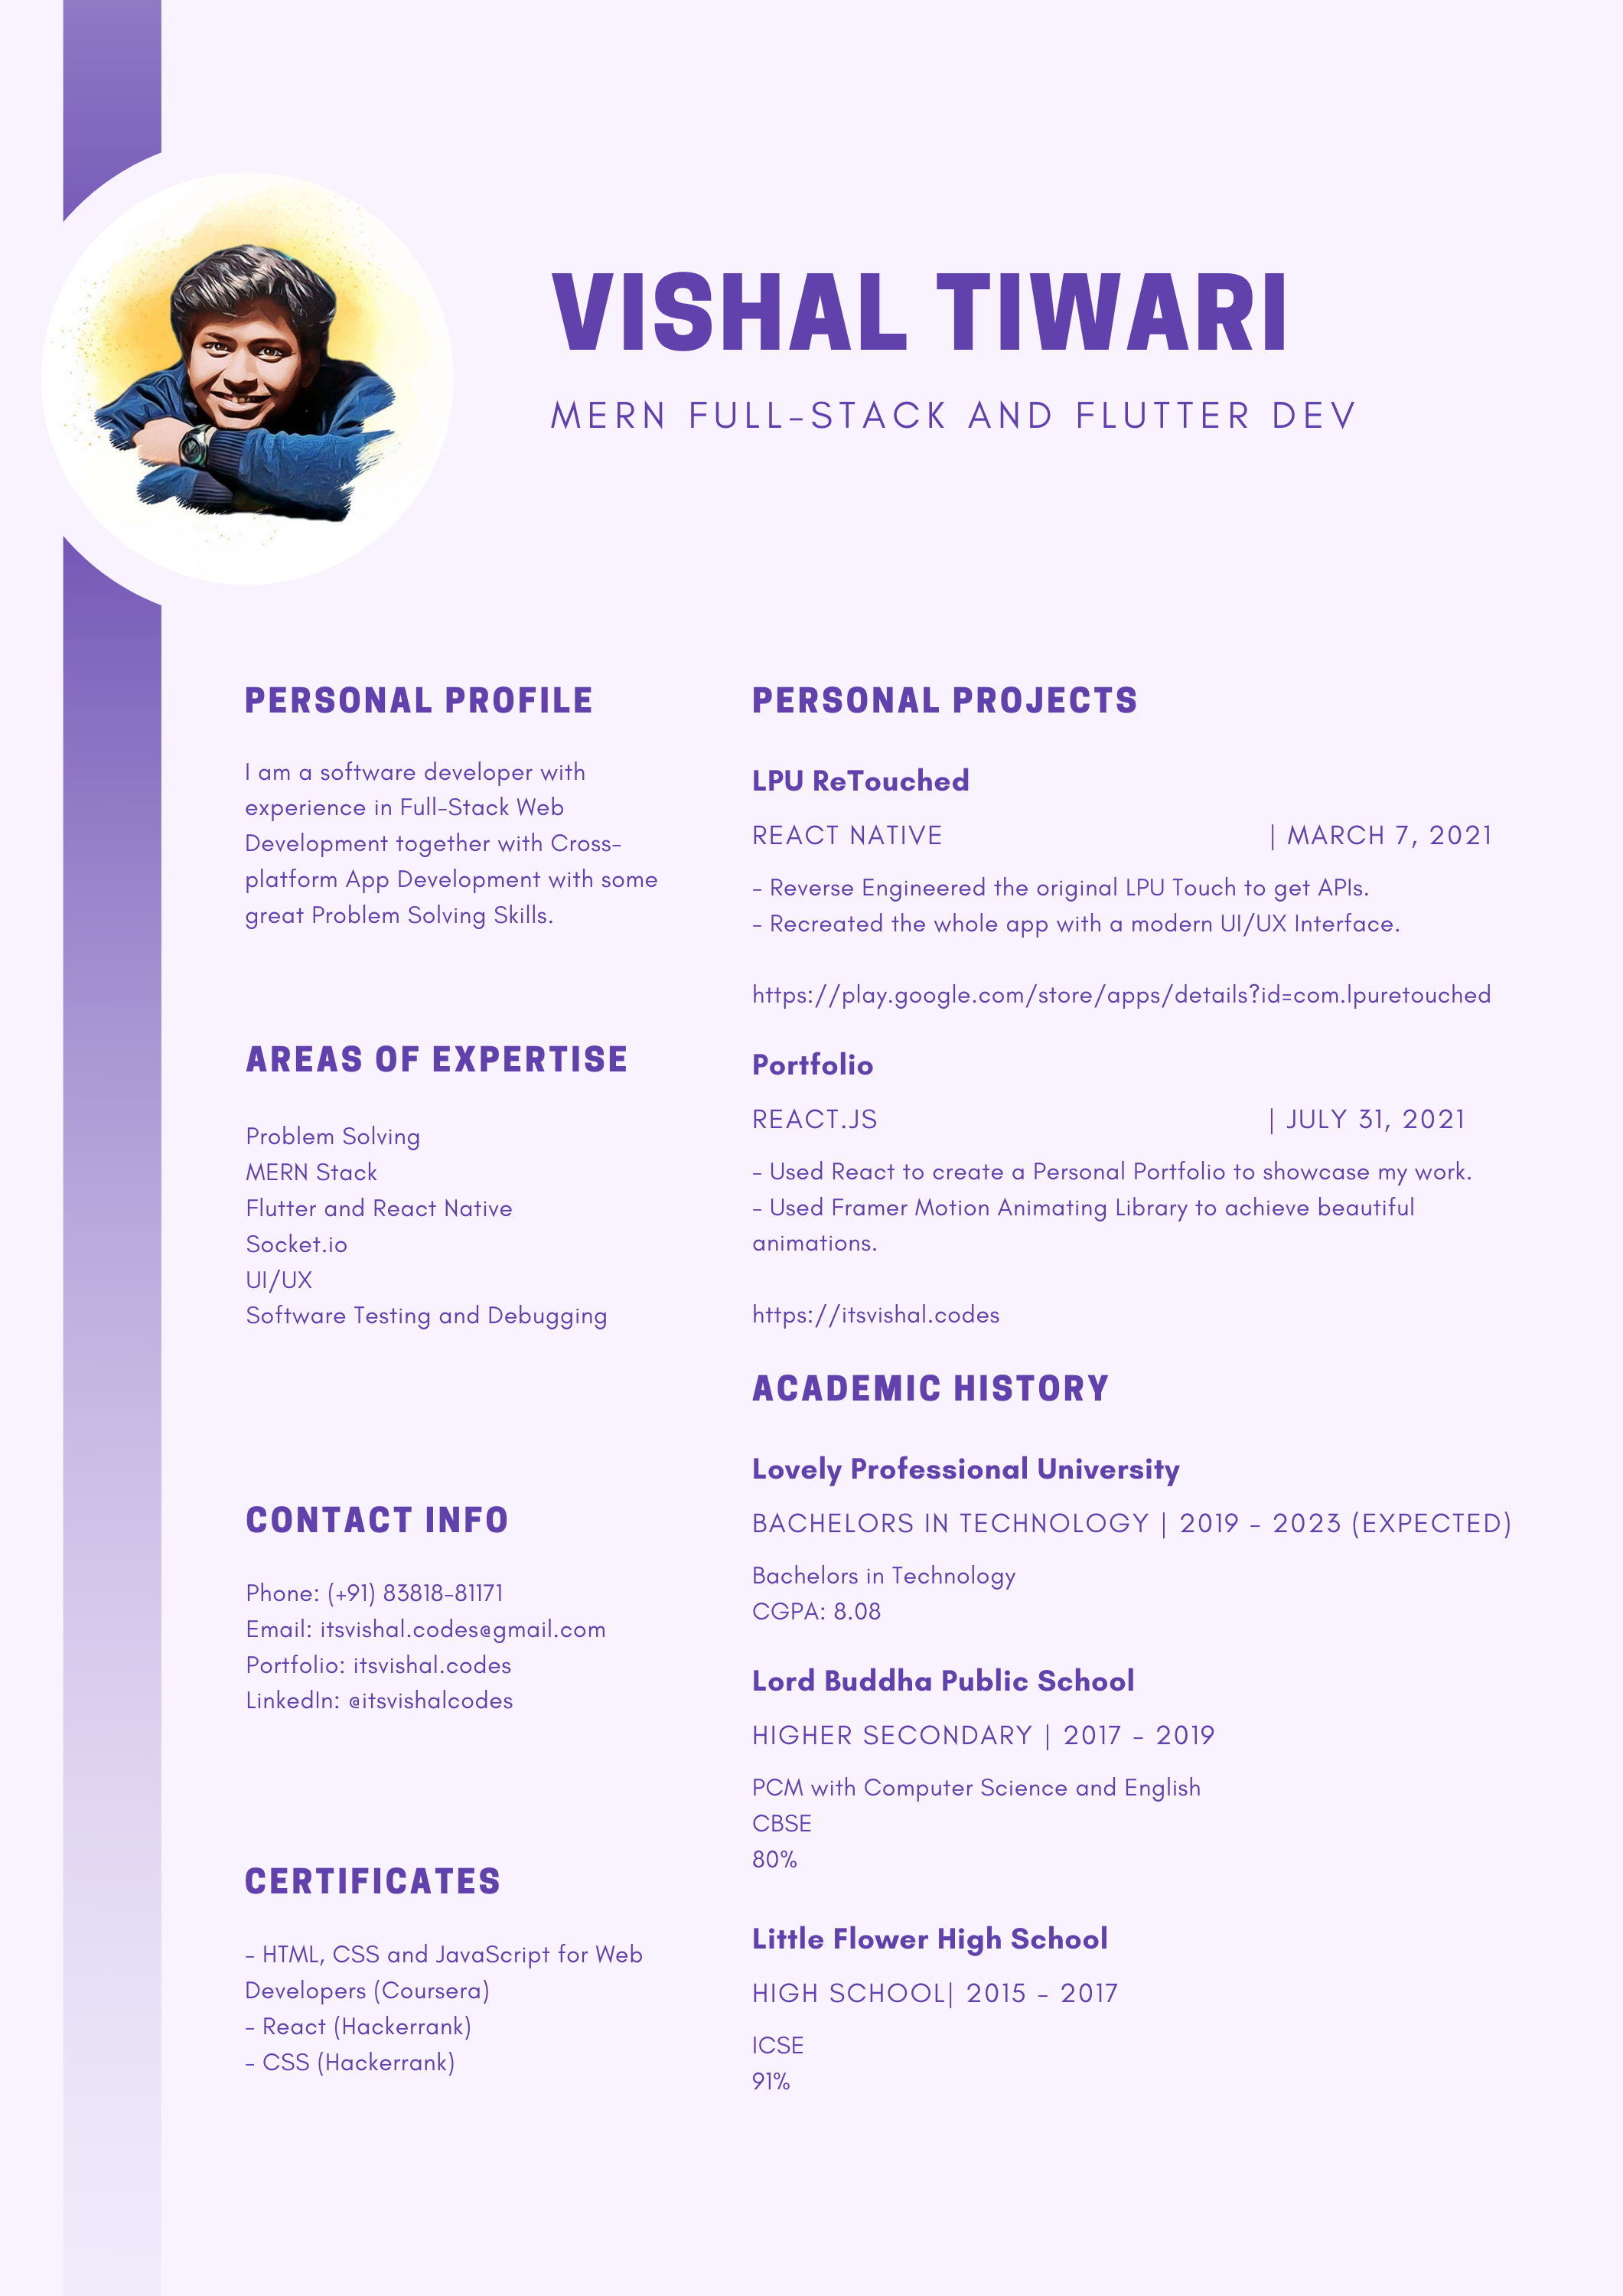 VISHAL TIWARI
MERN FULL-STACK AND FLUTTER DEV
PERSONAL PROFILE
I am a software developer with
experience in Full-Stack Web
Development together with Cross-
platform App Development with some
great Problem Solving Skills.
AREAS OF EXPERTISE
Problem Solving
MERN Stack
Flutter and React Native
Socket.io
UI/UX
Software Testing and Debugging
CONTACT INFO
Phone: (+91) 83818-81171
Email: itsvishal.codes@gmail.com
Portfolio: itsvishal.codes
LinkedIn: @itsvishalcodes
CERTIFICATES
- HTML, CSS and JavaScript for Web
Developers (Coursera)
- React (Hackerrank)
- CSS (Hackerrank)
PERSONAL PROJECTS
LPU ReTouched
REACT NATIVE | MARCH 7, 2021
- Reverse Engineered the original LPU Touch to get APIs.
- Recreated the whole app with a modern UI/UX Interface.
https://play.google.com/store/apps/details?id=com.lpuretouched
Portfolio
REACT.JS | JULY 31, 2021
- Used React to create a Personal Portfolio to showcase my work.
- Used Framer Motion Animating Library to achieve beautiful
animations.
https://itsvishal.codes
ACADEMIC HISTORY
Lovely Professional University
BACHELORS IN TECHNOLOGY | 2019 - 2023 (EXPECTED)
Bachelors in Technology
CGPA: 8.08
Lord Buddha Public School
HIGHER SECONDARY | 2017 - 2019
PCM with Computer Science and English
CBSE
80%
Little Flower High School
HIGH SCHOOL| 2015 - 2017
ICSE
91%